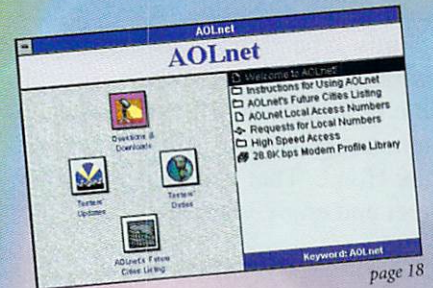 AOLnet
AOLnet
Welcome to AOLnet!
Instructions for Using AOLnet
AOLnet's Future Cities Listing
AOLnet Local Access Numbers
Requests for Local Numbers
High Speed Access
28.8K bps Modem Profile Library
Questions &
Downloads
Testers'
Updates
Testers'
Dates
AOLnet's Future
Cities Listing
Keyword: AOLnet
page 18